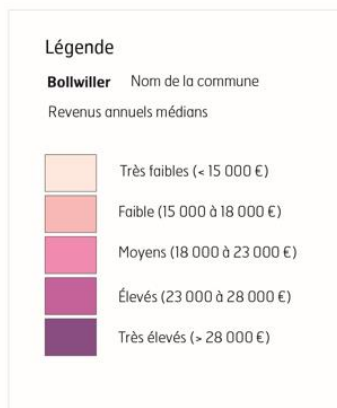 Légende
Bollwiller Nom de la commune
Revenus annuels médians
Très faibles (< 15 000 €)
Faible (15 000 à 18 000 €)
Moyens (18 000 à 23 000 €)
Élevés (23 000 à 28 000 €)
Très élevés (> 28 000 €)